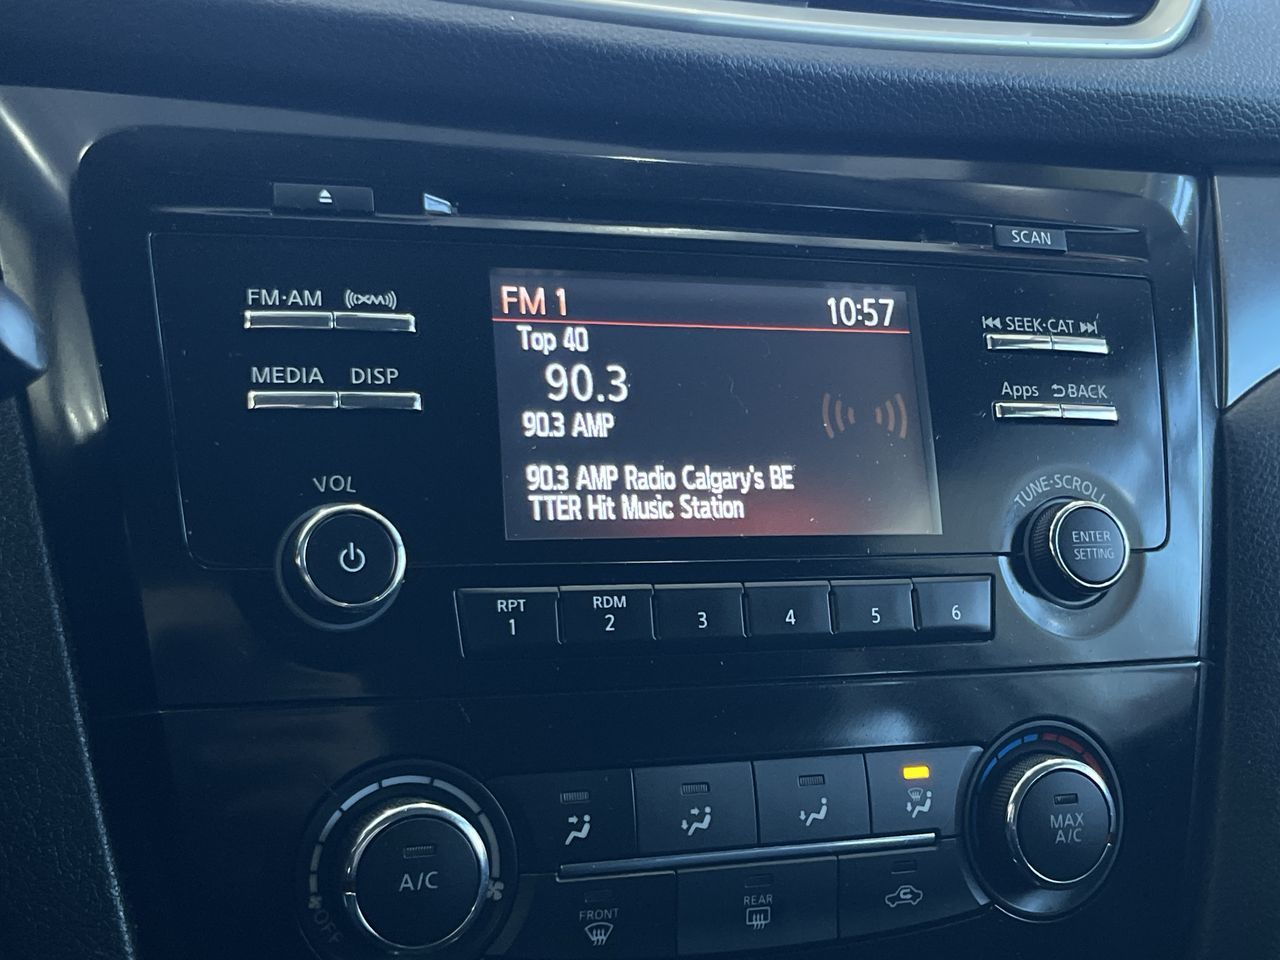 SCAN
FM·AM
((XM))
MEDIA
DISP
VOL
FM 1
10:57
Top 40
90.3
90.3 AMP
90.3 AMP Radio Calgary's BE
TTER Hit Music Station
SEEK·CAT
Apps
BACK
TUNE·SCROLL
ENTER
SETTING
RPT
1
RDM
2
3
4
5
6
A/C
OFF
MAX
A/C
FRONT
REAR